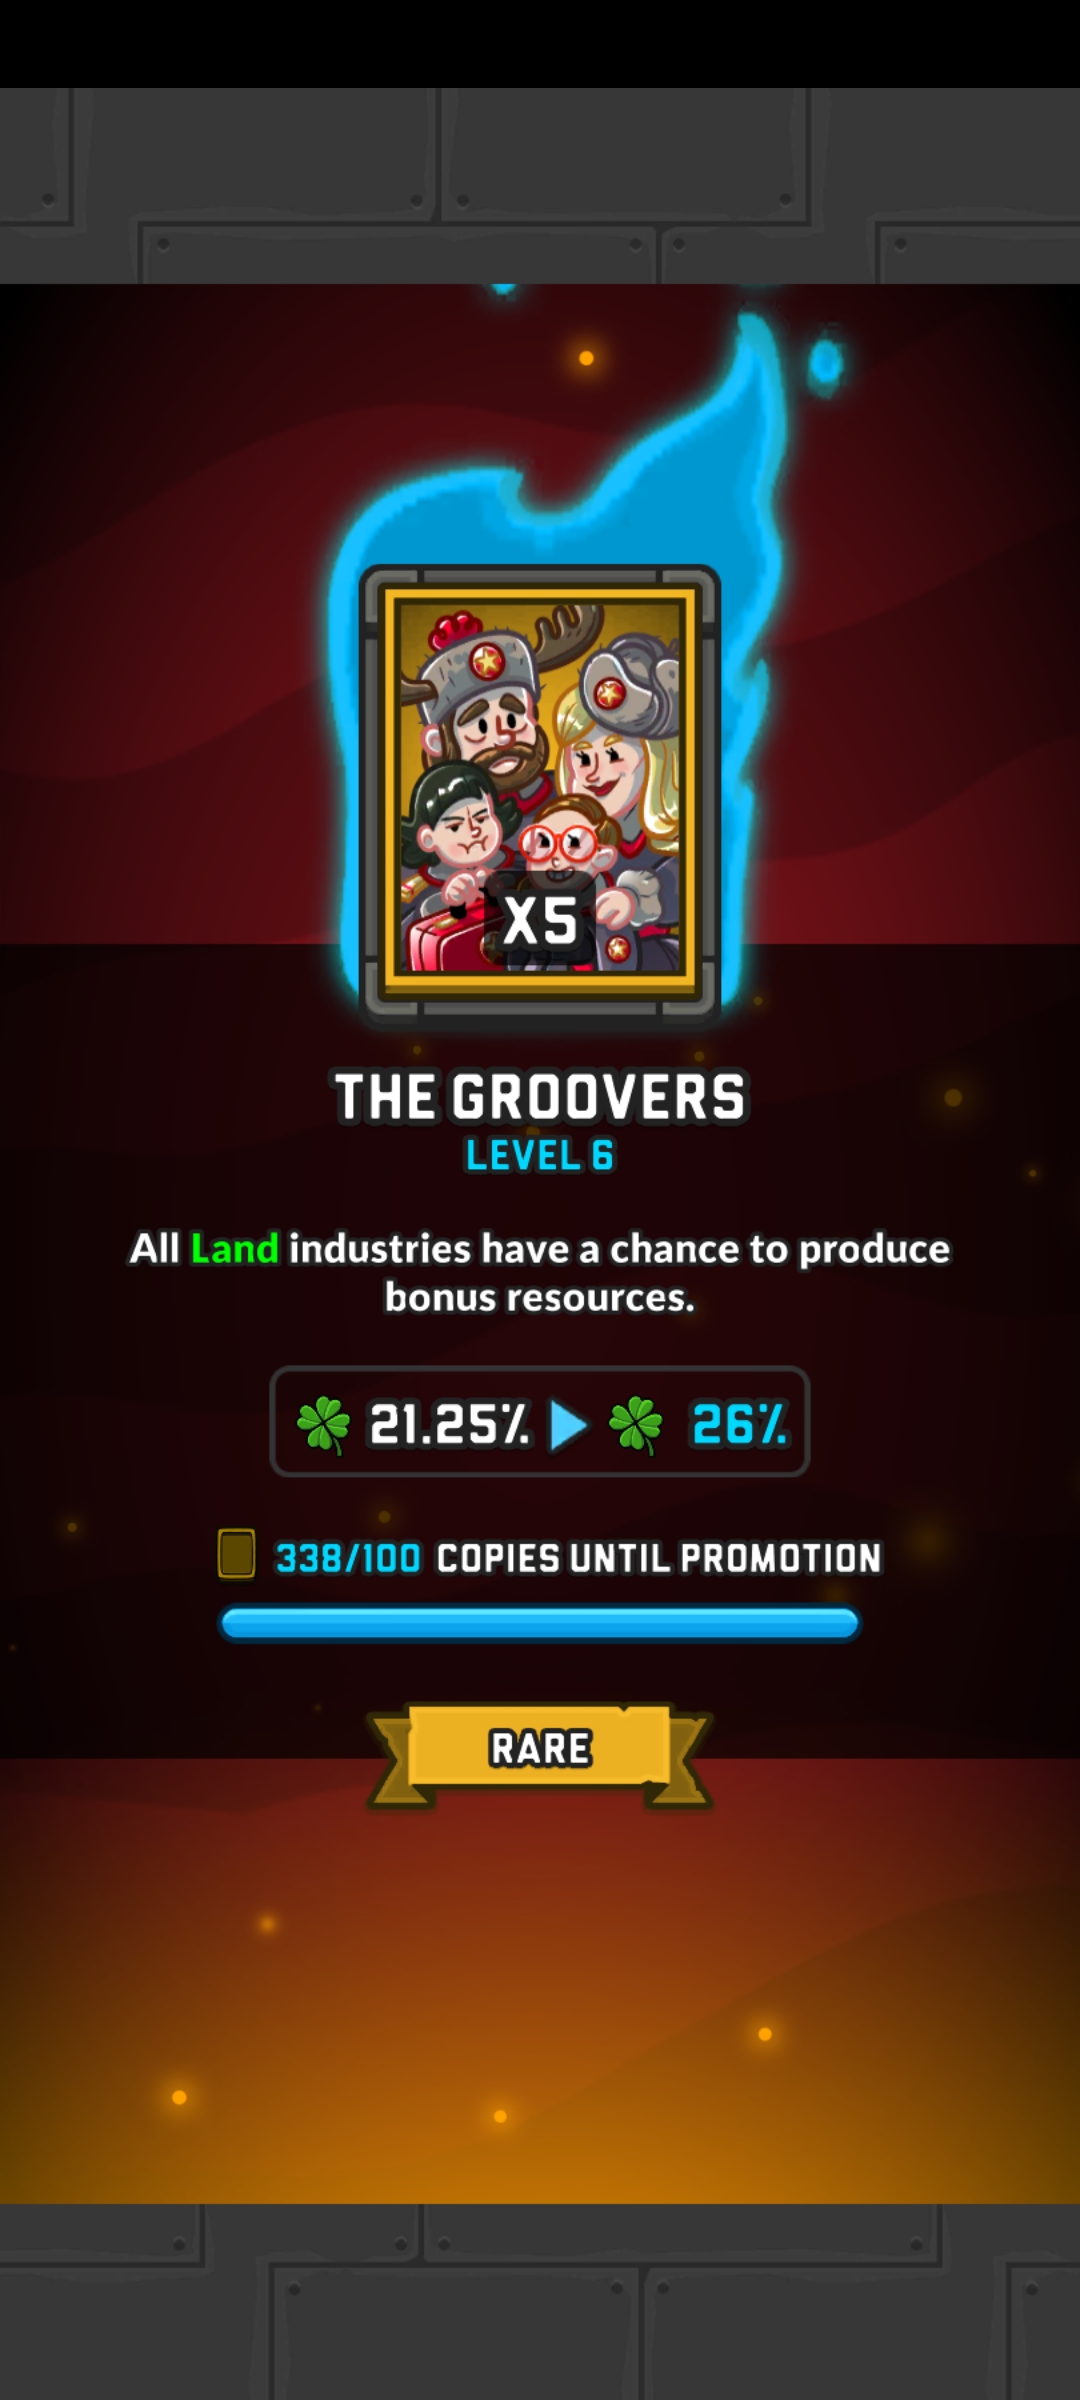 X5
THE GROOVERS
LEVEL 6
All Land industries have a chance to produce
bonus resources.
21.25% 26%
338/100 COPIES UNTIL PROMOTION
RARE